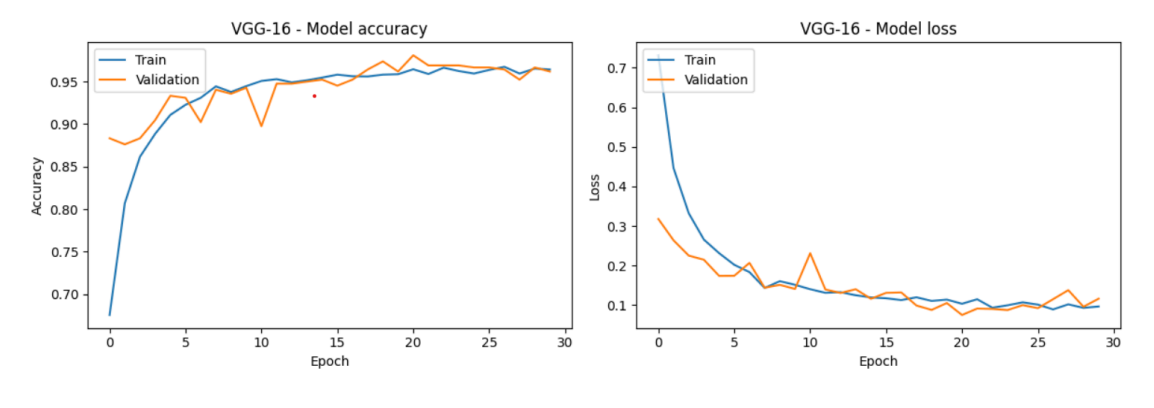 VGG-16 - Model accuracy
Train
Validation
0.95
0.90
0.85
0.80
0.75
0.70
Accuracy
0 5 10 15 20 25 30
Epoch
VGG-16 - Model loss
Train
Validation
0.7
0.6
0.5
0.4
0.3
0.2
0.1
Loss
0 5 10 15 20 25 30
Epoch